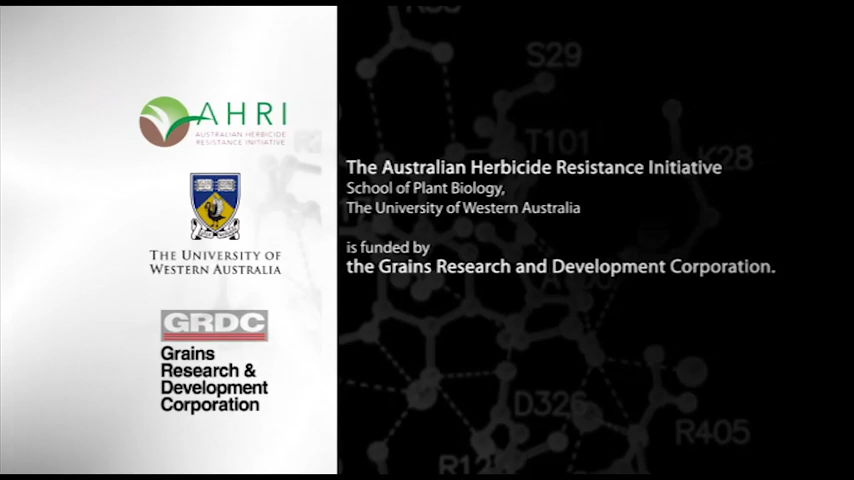 AHRI
AUSTRALIAN HERBICIDE
RESISTANCE INITIATIVE
THE UNIVERSITY OF
WESTERN AUSTRALIA
GRDC
Grains
Research &
Development
Corporation
The Australian Herbicide Resistance Initiative
School of Plant Biology,
The University of Western Australia
is funded by
the Grains Research and Development Corporation.
S29
T101
K28
D326
R405